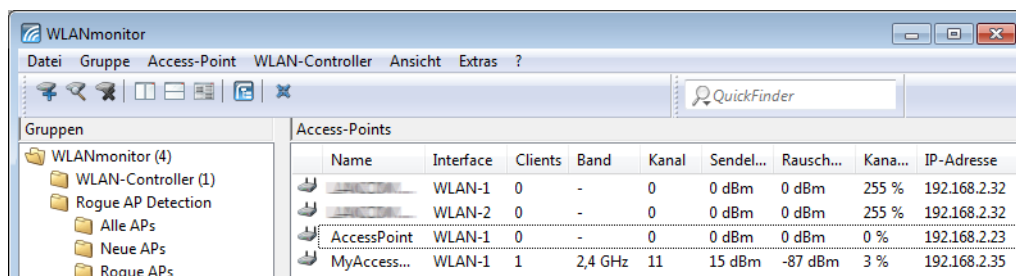 WLANmonitor
Datei Gruppe Access-Point WLAN-Controller Ansicht Extras ?
QuickFinder
Gruppen
Access-Points
WLANmonitor (4)
WLAN-Controller (1)
Rogue AP Detection
Alle APs
Neue APs
Rogue APs
Name Interface Clients Band Kanal Sendel... Rausch... Kana... IP-Adresse
WLAN-1 0 - 0 0 dBm 0 dBm 255 % 192.168.2.32
WLAN-2 0 - 0 0 dBm 0 dBm 255 % 192.168.2.32
AccessPoint WLAN-1 0 - 0 0 dBm 0 dBm 0 % 192.168.2.23
MyAccess... WLAN-1 1 2,4 GHz 11 15 dBm -87 dBm 3 % 192.168.2.35